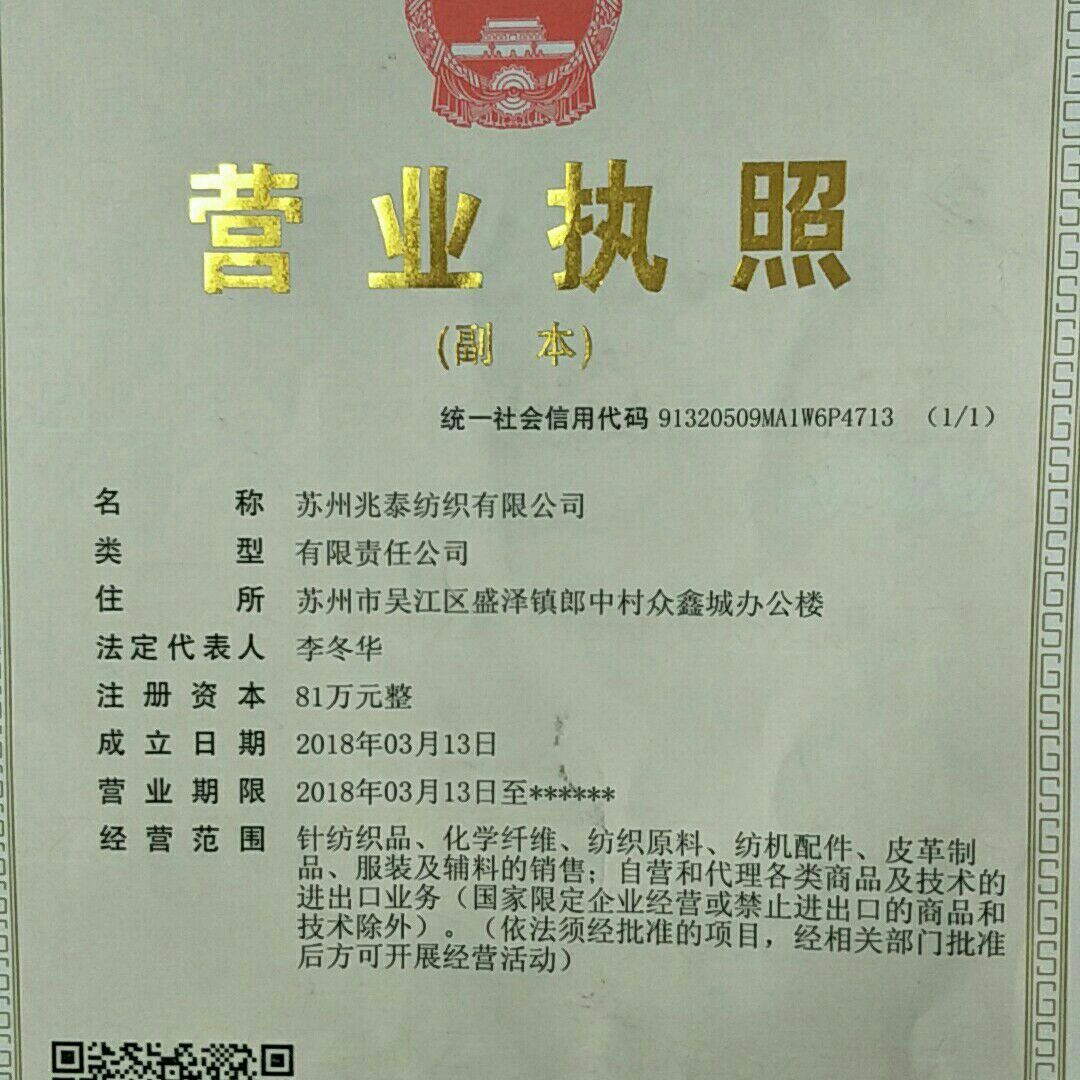 营业执照
(副 本)
统一社会信用代码 91320509MA1W6P4713 （1/1）
名称 苏州兆泰纺织有限公司
类型 有限责任公司
住所 苏州市吴江区盛泽镇郎中村众鑫城办公楼
法定代表人 李冬华
注册资本 81万元整
成立日期 2018年03月13日
营业期限 2018年03月13日至******
经营范围 针纺织品、化学纤维、纺织原料、纺机配件、皮革制
品、服装及辅料的销售；自营和代理各类商品及技术的
进出口业务（国家限定企业经营或禁止进出口的商品和
技术除外）。（依法须经批准的项目，经相关部门批准
后方可开展经营活动）